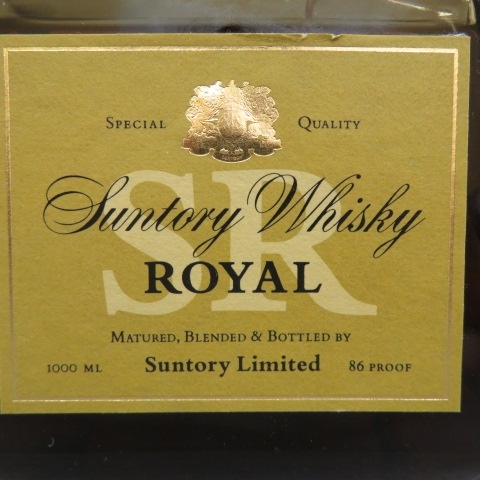 SPECIAL QUALITY
SR
Suntory Whisky
ROYAL
MATURED, BLENDED & BOTTLED BY
1000 ML Suntory Limited 86 PROOF